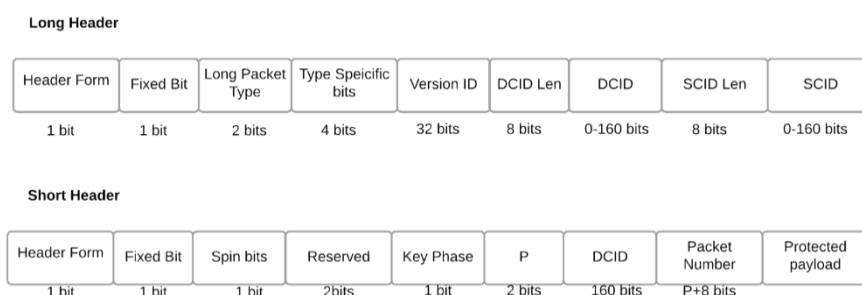 Long Header
Header Form
Fixed Bit
Long Packet
Type
Type Speicific
bits
Version ID
DCID Len
DCID
SCID Len
SCID
1 bit
1 bit
2 bits
4 bits
32 bits
8 bits
0-160 bits
8 bits
0-160 bits
Short Header
Header Form
Fixed Bit
Spin bits
Reserved
Key Phase
P
DCID
Packet
Number
Protected
payload
1 bit
1 bit
1 bit
2bits
1 bit
2 bits
160 bits
P+8 bits